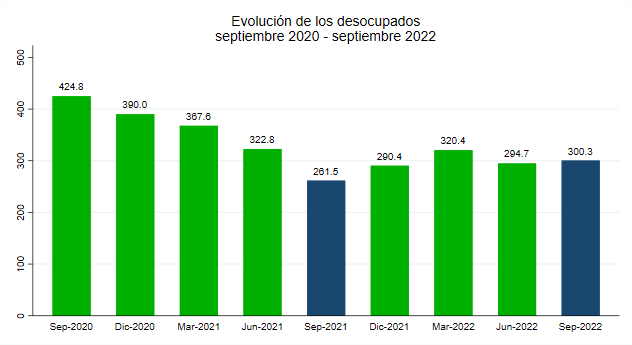 Evolución de los desocupados
septiembre 2020 - septiembre 2022
500
400
300
200
100
0
424.8
390.0
367.6
322.8
261.5
290.4
320.4
294.7
300.3
Sep-2020
Dic-2020
Mar-2021
Jun-2021
Sep-2021
Dic-2021
Mar-2022
Jun-2022
Sep-2022